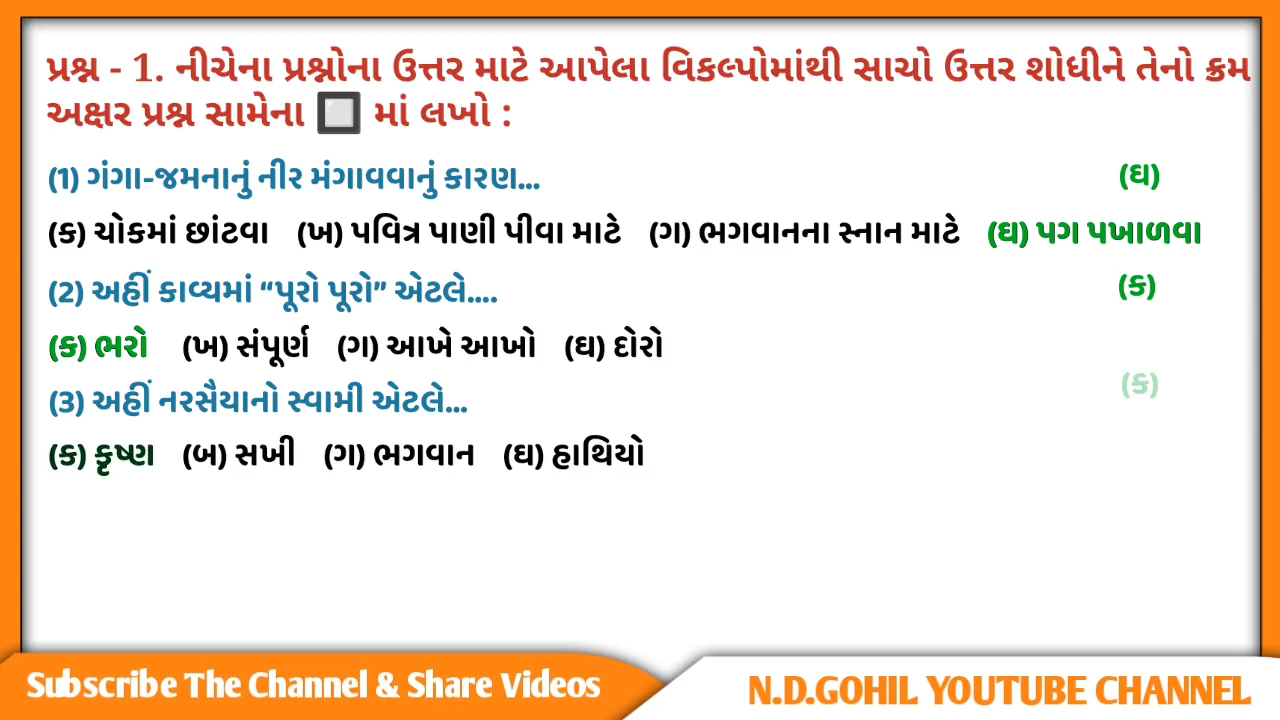 પ્રશ્ન - 1. નીચેના પ્રશ્નોના ઉત્તર માટે આપેલા વિકલ્પોમાંથી સાચો ઉત્તર શોધીને તેનો ક્રમ
અક્ષર પ્રશ્ન સામેના 🔲 માં લખો :
(1) ગંગા-જમનાનું નીર મંગાવવાનું કારણ... (ઘ)
(ક) ચોકમાં છાંટવા (ખ) પવિત્ર પાણી પીવા માટે (ગ) ભગવાનના સ્નાન માટે (ઘ) પગ પખાળવા
(2) અહીં કાવ્યમાં “પૂરો પૂરો” એટલે.... (ક)
(ક) ભરો (ખ) સંપૂર્ણ (ગ) આખે આખો (ઘ) દોરો
(3) અહીં નરસૈયાનો સ્વામી એટલે... (ક)
(ક) કૃષ્ણ (બ) સખી (ગ) ભગવાન (ઘ) હાથિયો
Subscribe The Channel & Share Videos
N.D.GOHIL YOUTUBE CHANNEL